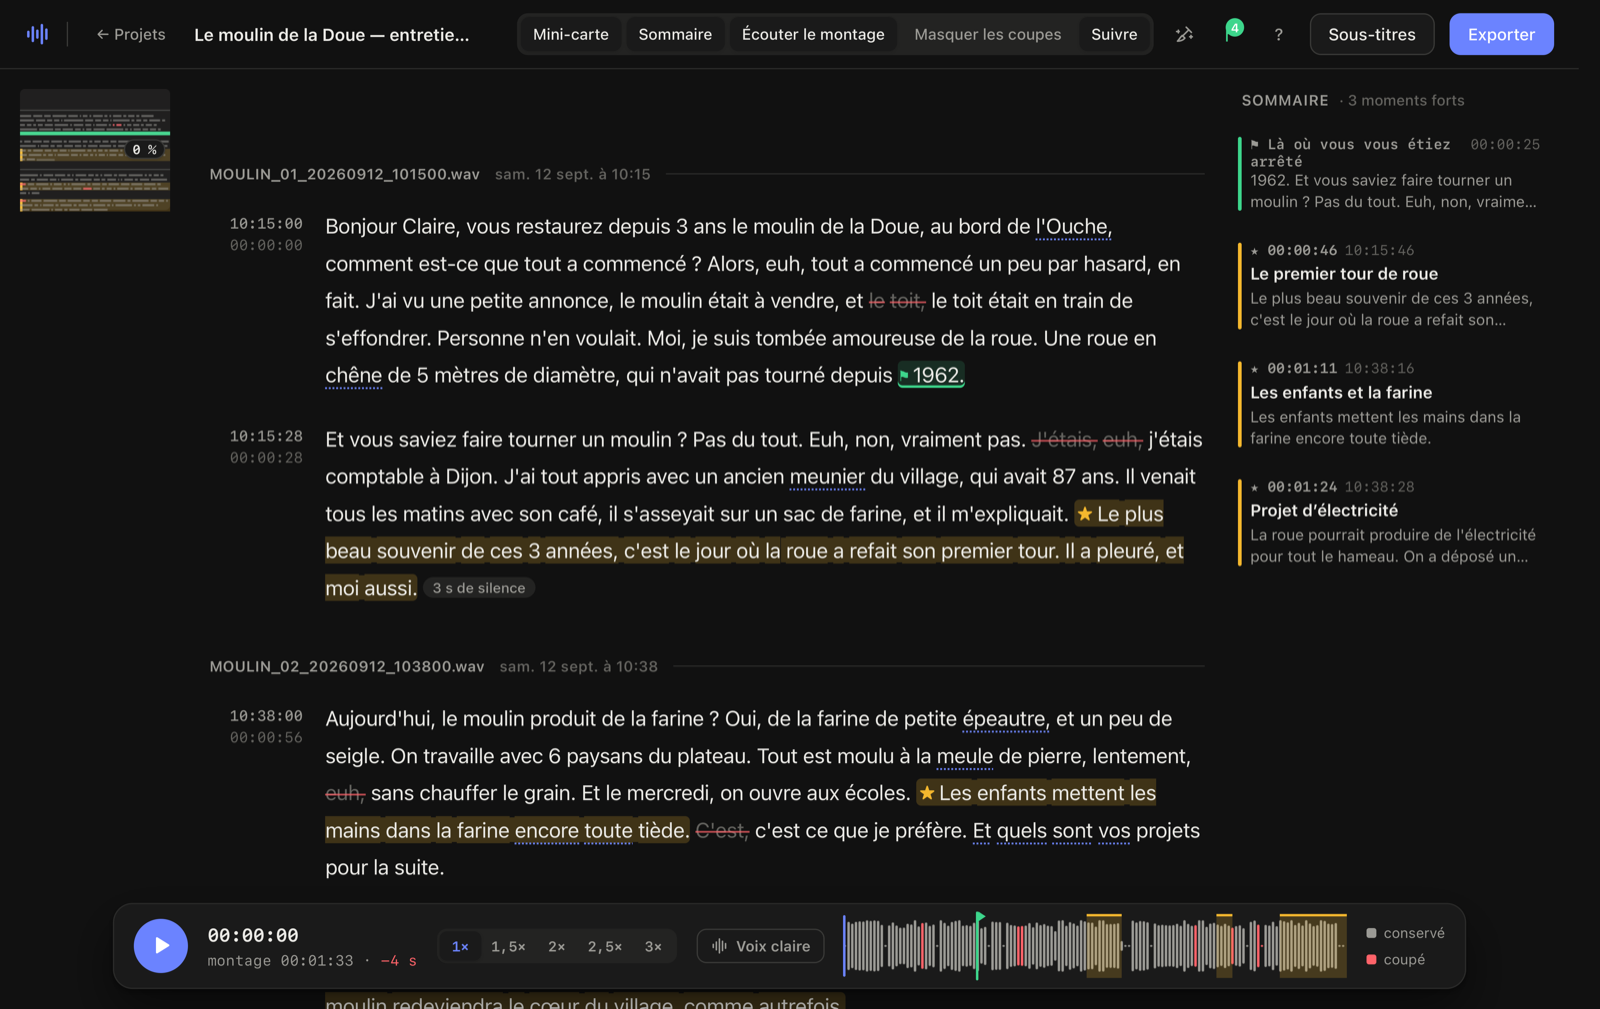 ← Projets
Le moulin de la Doue — entretie...
Mini-carte
Sommaire
Écouter le montage
Masquer les coupes
Suivre
4
?
Sous-titres
Exporter
0 %
MOULIN_01_20260912_101500.wav sam. 12 sept. à 10:15
10:15:00
00:00:00
Bonjour Claire, vous restaurez depuis 3 ans le moulin de la Doue, au bord de l'Ouche,
comment est-ce que tout a commencé ? Alors, euh, tout a commencé un peu par hasard, en
fait. J'ai vu une petite annonce, le moulin était à vendre, et le toit, le toit était en train de
s'effondrer. Personne n'en voulait. Moi, je suis tombée amoureuse de la roue. Une roue en
chêne de 5 mètres de diamètre, qui n'avait pas tourné depuis 1962.
10:15:28
00:00:28
Et vous saviez faire tourner un moulin ? Pas du tout. Euh, non, vraiment pas. J'étais, euh, j'étais
comptable à Dijon. J'ai tout appris avec un ancien meunier du village, qui avait 87 ans. Il venait
tous les matins avec son café, il s'asseyait sur un sac de farine, et il m'expliquait. ★ Le plus
beau souvenir de ces 3 années, c'est le jour où la roue a refait son premier tour. Il a pleuré, et
moi aussi. 3 s de silence
MOULIN_02_20260912_103800.wav sam. 12 sept. à 10:38
10:38:00
00:00:56
Aujourd'hui, le moulin produit de la farine ? Oui, de la farine de petite épeautre, et un peu de
seigle. On travaille avec 6 paysans du plateau. Tout est moulu à la meule de pierre, lentement,
euh, sans chauffer le grain. Et le mercredi, on ouvre aux écoles. ★ Les enfants mettent les
mains dans la farine encore toute tiède. C'est, c'est ce que je préfère. Et quels sont vos projets
pour la suite.
moulin redeviendra le cœur du village, comme autrefois.
SOMMAIRE · 3 moments forts
⚑ Là où vous vous étiez 00:00:25
arrêté
1962. Et vous saviez faire tourner un
moulin ? Pas du tout. Euh, non, vraime...
★ 00:00:46 10:15:46
Le premier tour de roue
Le plus beau souvenir de ces 3 années,
c'est le jour où la roue a refait son...
★ 00:01:11 10:38:16
Les enfants et la farine
Les enfants mettent les mains dans la
farine encore toute tiède.
★ 00:01:24 10:38:28
Projet d’électricité
La roue pourrait produire de l'électricité
pour tout le hameau. On a déposé un...
00:00:00
montage 00:01:33 · −4 s
1× 1,5× 2× 2,5× 3×
Voix claire
conservé
coupé